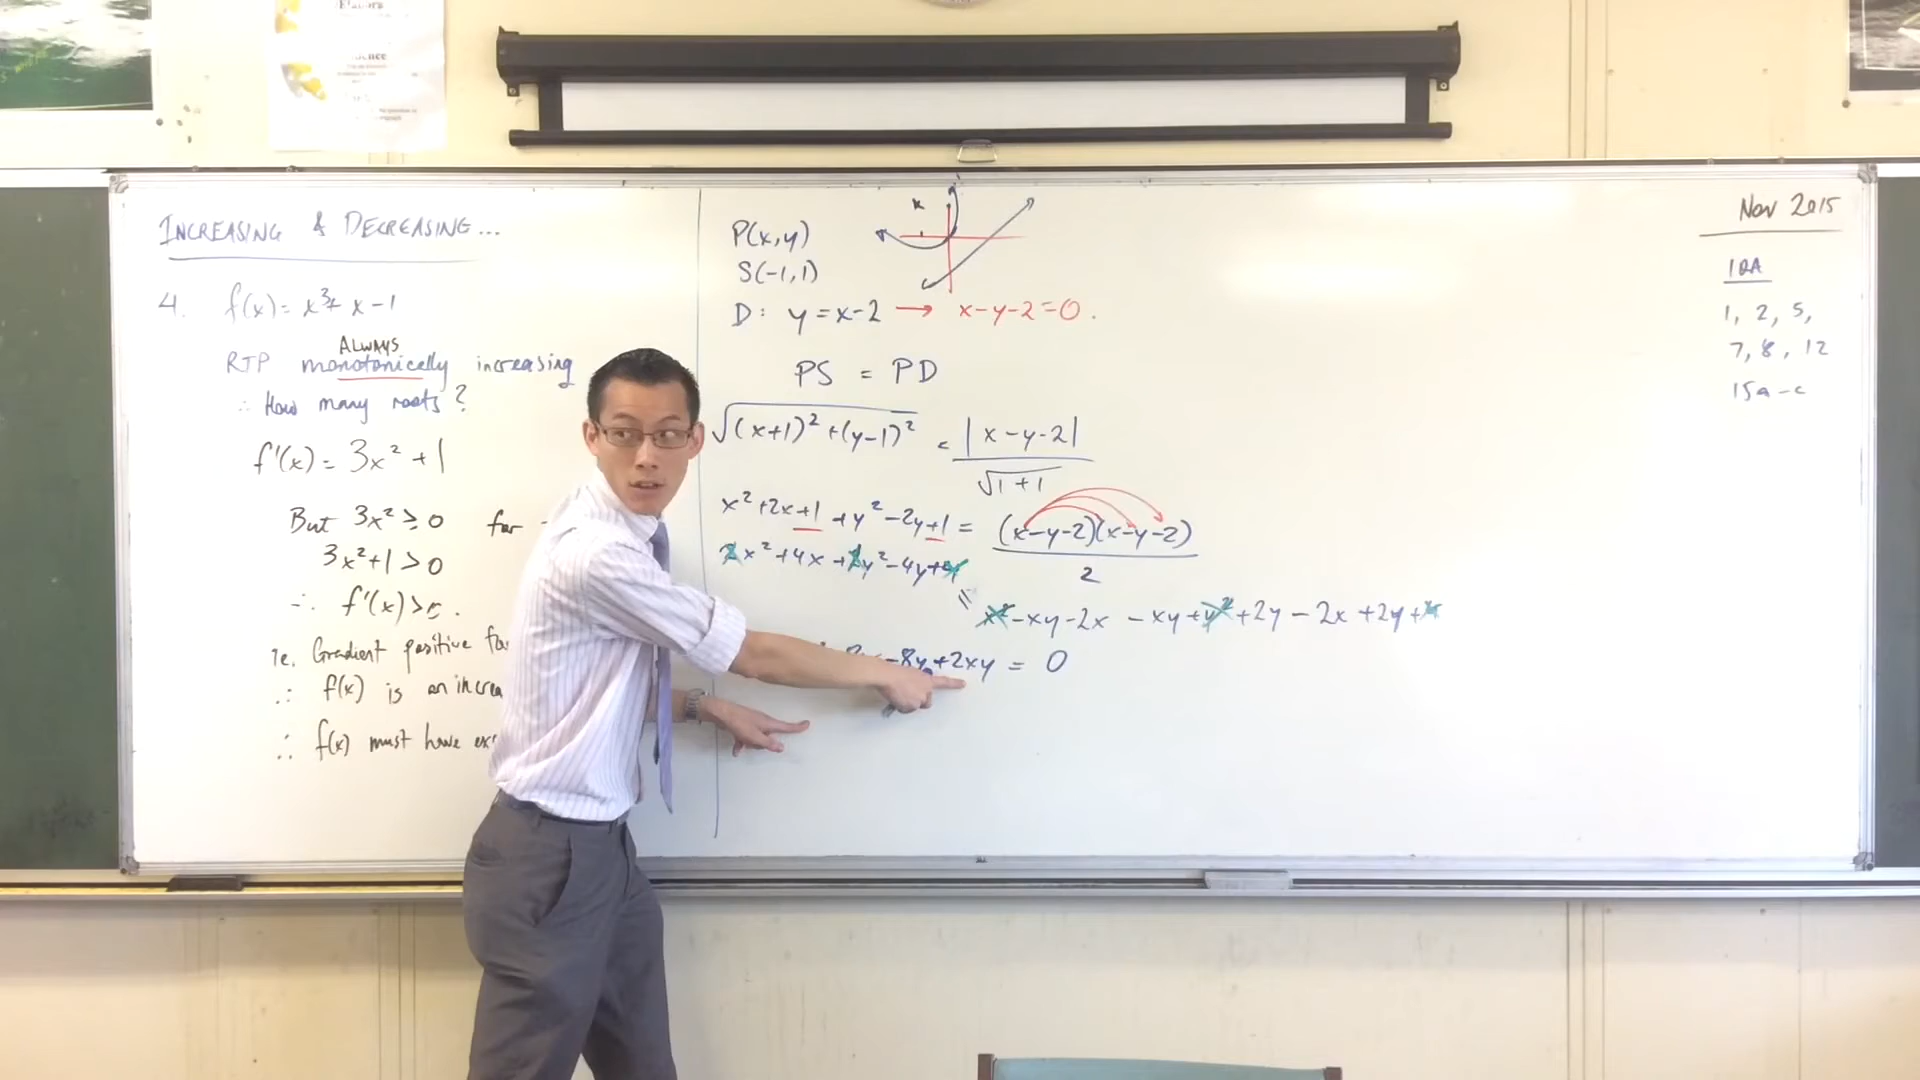 INCREASING & DECREASING...
4. f(x) = x³ + x - 1
ALWAYS
RTP monotonically increasing
∴ How many roots?
f'(x) = 3x² + 1
But 3x² ≥ 0 for
3x² + 1 > 0
∴ f'(x) > 0.
ie. Gradient positive for
∴ f(x) is an increa
∴ f(x) must have
P(x, y)
S(-1, 1)
D: y = x - 2 → x - y - 2 = 0.
PS = PD
√(x+1)² + (y-1)² = |x - y - 2| / √1+1
x² + 2x + 1 + y² - 2y + 1 = (x-y-2)(x-y-2) / 2
2x² + 4x + 2y² - 4y + 4
= x² - xy - 2x - xy + y² + 2y - 2x + 2y + 4
- 8y + 2xy = 0
Nov 2015
10A
1, 2, 5,
7, 8, 12
15a-c